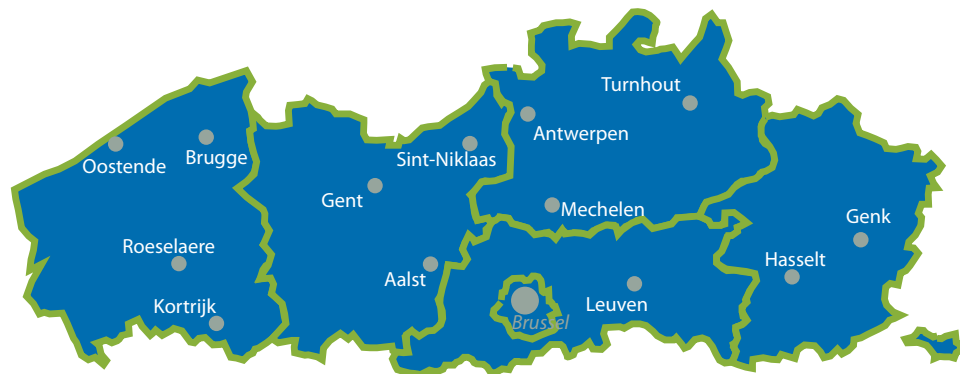 Turnhout
Antwerpen
Oostende
Brugge
Sint-Niklaas
Gent
Mechelen
Genk
Roeselaere
Aalst
Hasselt
Kortrijk
Leuven
Brussel